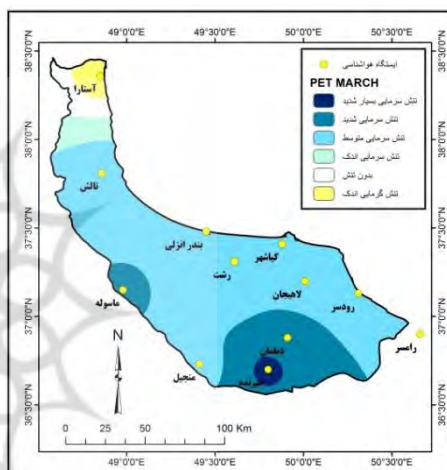 49°0'0"E 49°30'0"E 50°0'0"E 50°30'0"E
38°30'0"N
38°0'0"N
37°30'0"N
37°0'0"N
36°30'0"N
ایستگاه هواشناسی
PET MARCH
تنش سرمایی بسیار شدید
تنش سرمایی شدید
تنش سرمایی متوسط
تنش سرمایی اندک
بدون تنش
تنش گرمایی اندک
آستارا
تالش
بندر انزلی
کیاشهر
رشت
لاهیجان
رودسر
ماسوله
رامسر
دیلمان
منجیل
N
0 25 50 100 Km
38°30'0"N
38°0'0"N
37°30'0"N
37°0'0"N
36°30'0"N
49°0'0"E 49°30'0"E 50°0'0"E 50°30'0"E